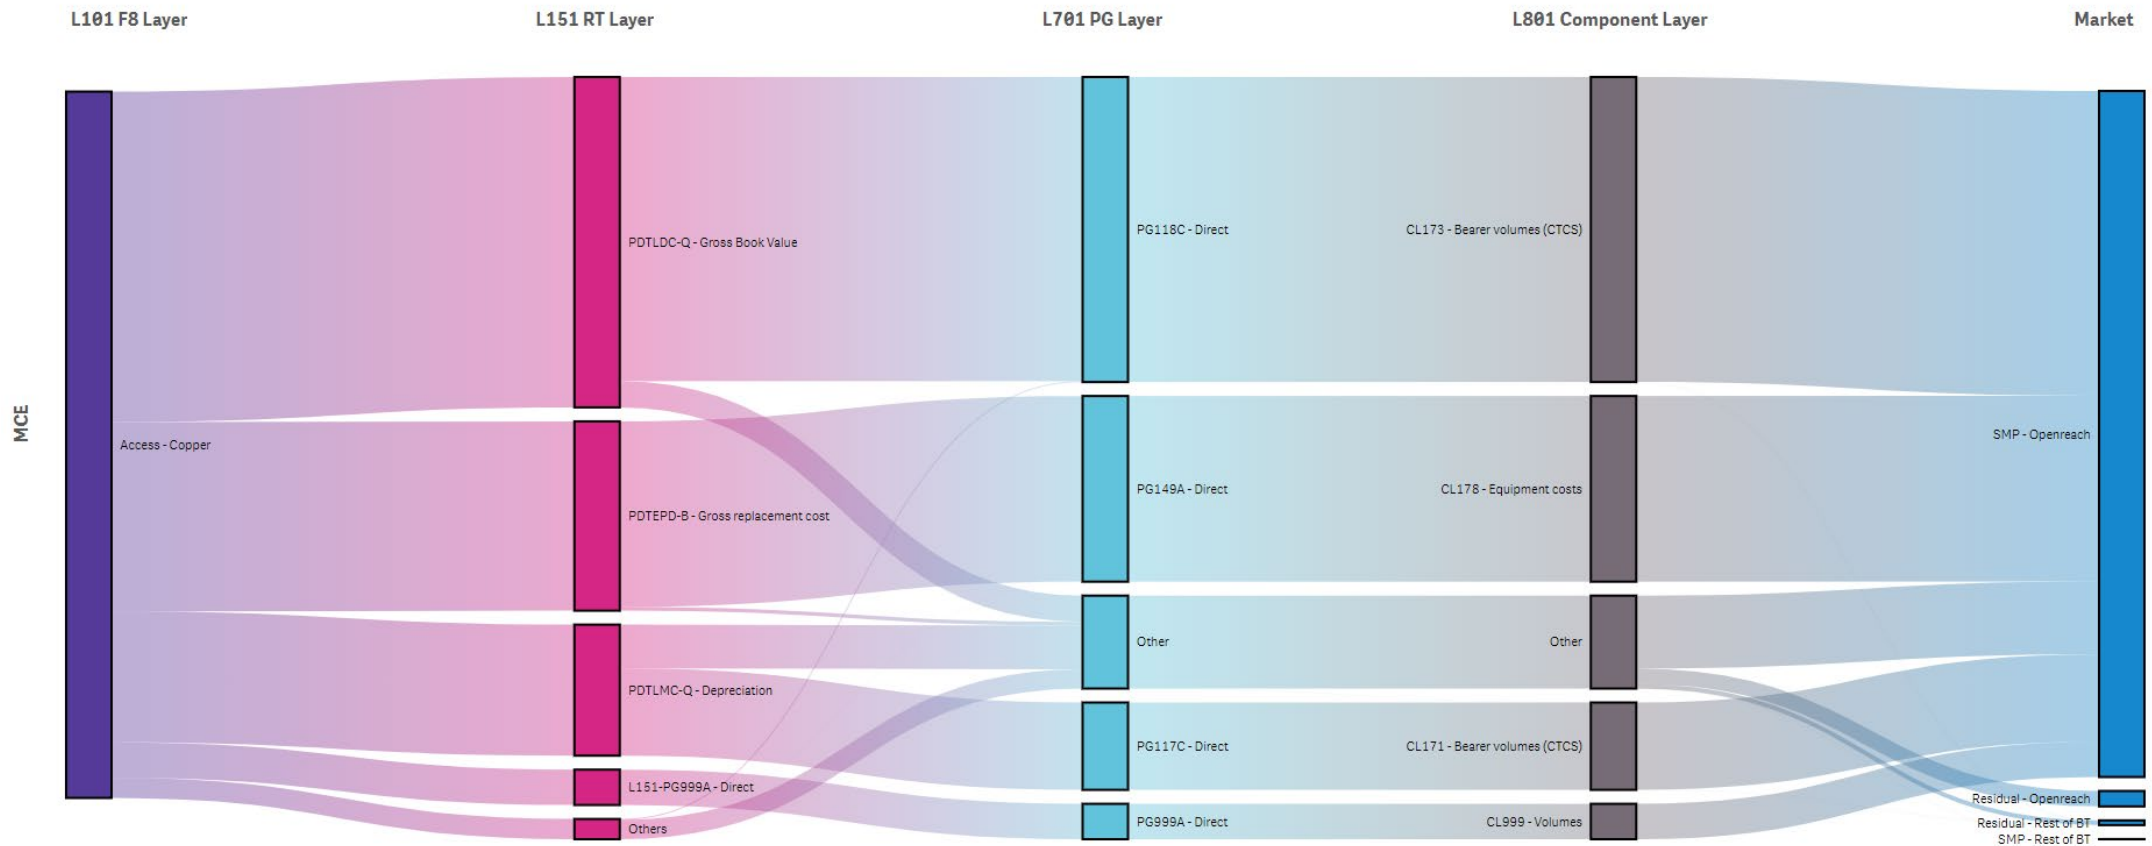 L101 F8 Layer
L151 RT Layer
L701 PG Layer
L801 Component Layer
Market
MCE
Access - Copper
PDTLDC-Q - Gross Book Value
PDTEPD-B - Gross replacement cost
PDTLMC-Q - Depreciation
L151-PG999A - Direct
Others
PG118C - Direct
PG149A - Direct
Other
PG117C - Direct
PG999A - Direct
CL173 - Bearer volumes (CTCS)
CL178 - Equipment costs
Other
CL171 - Bearer volumes (CTCS)
CL999 - Volumes
SMP - Openreach
Residual - Openreach
Residual - Rest of BT
SMP - Rest of BT